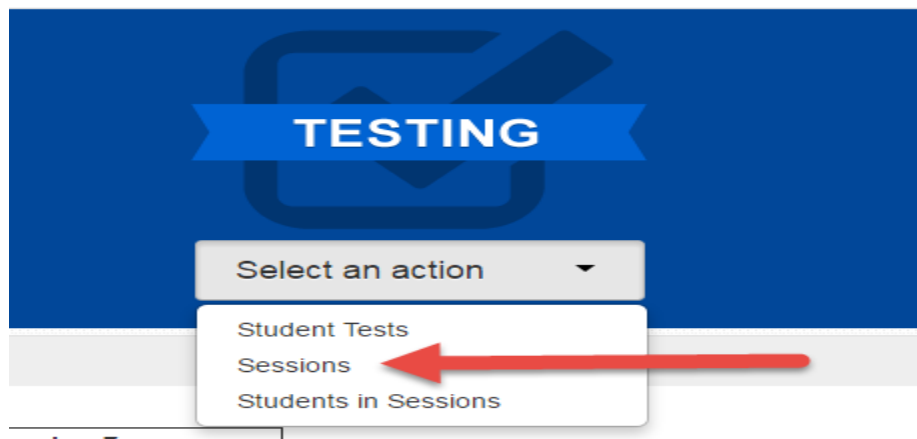 TESTING
Select an action
Student Tests
Sessions
Students in Sessions